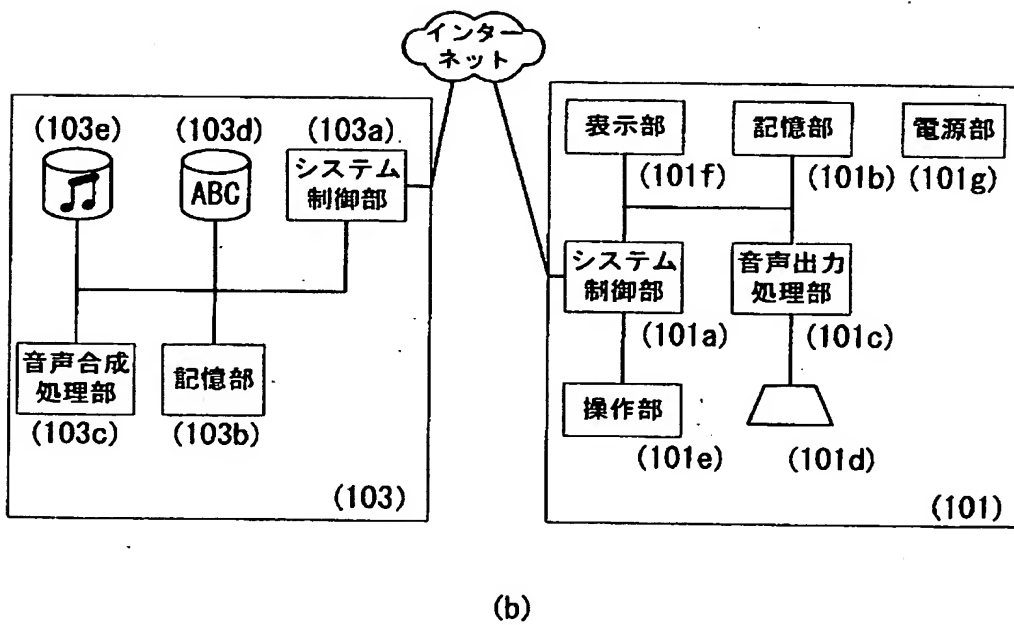 インター
ネット
(103e)
(103d)
(103a)
ABC
システム
制御部
音声合成
処理部
記憶部
(103c)
(103b)
(103)
表示部
記憶部
電源部
(101f)
(101b)
(101g)
システム
制御部
音声出力
処理部
(101a)
(101c)
操作部
(101e)
(101d)
(101)
(b)